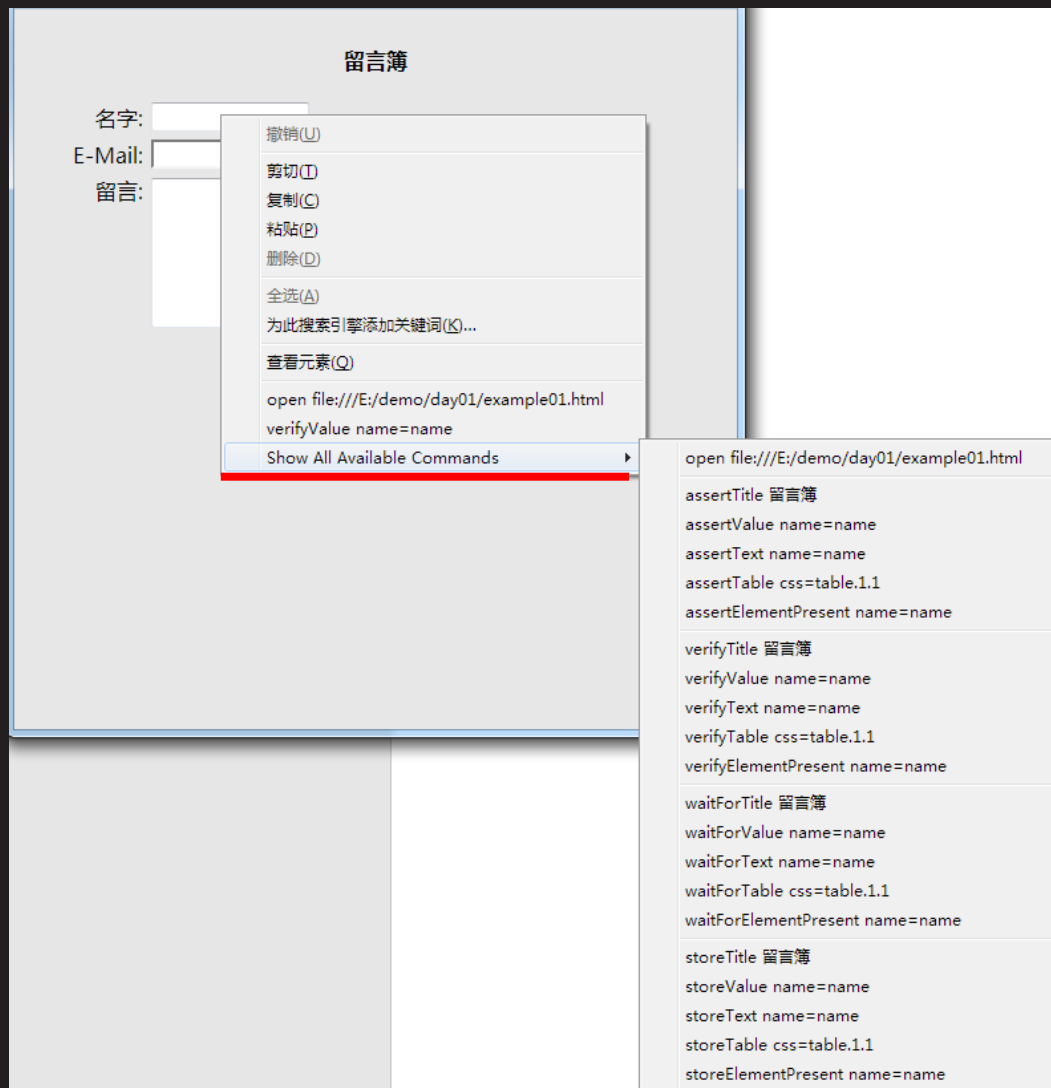 留言簿
名字:
E-Mail:
留言:
撤销(U)
剪切(T)
复制(C)
粘贴(P)
删除(D)
全选(A)
为此搜索引擎添加关键词(K)...
查看元素(Q)
open file:///E:/demo/day01/example01.html
verifyValue name=name
Show All Available Commands
open file:///E:/demo/day01/example01.html
assertTitle 留言簿
assertValue name=name
assertText name=name
assertTable css=table.1.1
assertElementPresent name=name
verifyTitle 留言簿
verifyValue name=name
verifyText name=name
verifyTable css=table.1.1
verifyElementPresent name=name
waitForTitle 留言簿
waitForValue name=name
waitForText name=name
waitForTable css=table.1.1
waitForElementPresent name=name
storeTitle 留言簿
storeValue name=name
storeText name=name
storeTable css=table.1.1
storeElementPresent name=name